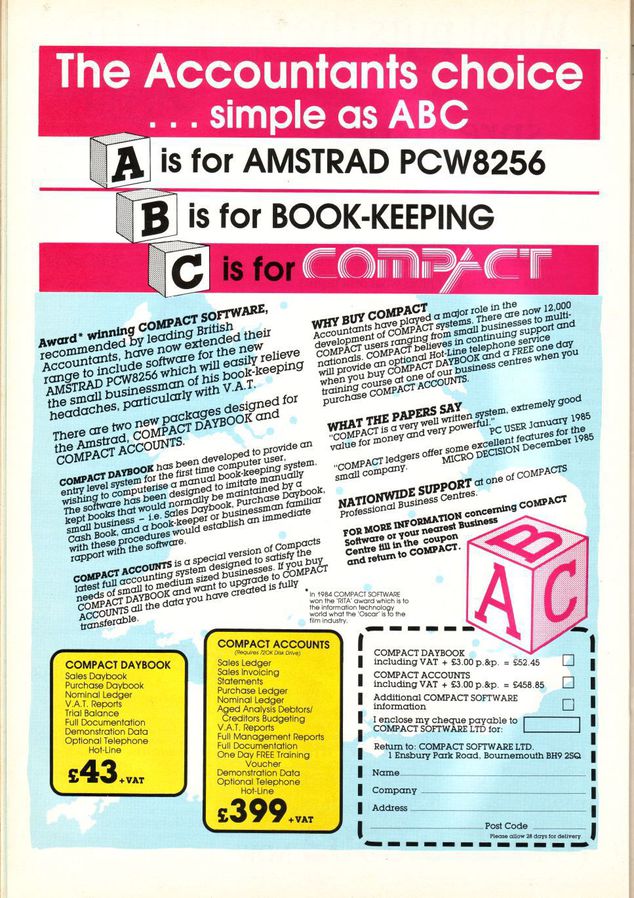 The Accountants choice
. . . simple as ABC
A is for AMSTRAD PCW8256
B is for BOOK-KEEPING
C is for COMPACT
Award* winning COMPACT SOFTWARE,
recommended by leading British
Accountants, have now extended their
range to include software for the new
AMSTRAD PCW8256 which will easily relieve
the small businessman of his book-keeping
headaches, particularly with V.A.T.
There are two new packages designed for
the Amstrad, COMPACT DAYBOOK and
COMPACT ACCOUNTS.
COMPACT DAYBOOK has been developed to provide an
entry level system for the first time computer user,
wishing to computerise a manual book-keeping system.
The software has been designed to imitate manually
kept books that would normally be maintained by a
small business – i.e. Sales Daybook, Purchase Daybook,
Cash Book, and a book-keeper or businessman familiar
with these procedures would establish an immediate
rapport with the software.
COMPACT ACCOUNTS is a special version of Compacts
latest full accounting system designed to satisfy the
needs of small to medium sized businesses. If you buy
COMPACT DAYBOOK and want to upgrade to COMPACT
ACCOUNTS all the data you have created is fully
transferable.
WHY BUY COMPACT
Accountants have played a major role in the
development of COMPACT systems. There are now 12,000
COMPACT users ranging from small businesses to multi-
nationals. COMPACT believes in continuing support and
will provide an optional Hot-Line telephone service
when you buy COMPACT DAYBOOK and a FREE one day
training course at one of our business centres when you
purchase COMPACT ACCOUNTS.
WHAT THE PAPERS SAY
"COMPACT is a very well written system, extremely good
value for money and very powerful."
PC USER January 1985
"COMPACT ledgers offer some excellent features for the
small company.
MICRO DECISION December 1985
NATIONWIDE SUPPORT at one of COMPACTS
Professional Business Centres.
FOR MORE INFORMATION concerning COMPACT
Software or your nearest Business
Centre fill in the coupon
and return to COMPACT.
* In 1984 COMPACT SOFTWARE
won the 'RITA' award which is to
the information technology
world what the 'Oscar' is to the
film industry.
A B C
COMPACT DAYBOOK
Sales Daybook
Purchase Daybook
Nominal Ledger
V.A.T. Reports
Trial Balance
Full Documentation
Demonstration Data
Optional Telephone
Hot-Line
£43 +VAT
COMPACT ACCOUNTS
(Requires 720K Disk Drive)
Sales Ledger
Sales Invoicing
Statements
Purchase Ledger
Nominal Ledger
Aged Analysis Debtors/
Creditors Budgeting
V.A.T. Reports
Full Management Reports
Full Documentation
One Day FREE Training
Voucher
Demonstration Data
Optional Telephone
Hot-Line
£399 +VAT
COMPACT DAYBOOK
including VAT + £3.00 p.&p. = £52.45
COMPACT ACCOUNTS
including VAT + £3.00 p.&p. = £458.85
Additional COMPACT SOFTWARE
information
I enclose my cheque payable to
COMPACT SOFTWARE LTD for:
Return to: COMPACT SOFTWARE LTD.
1 Ensbury Park Road, Bournemouth BH9 2SQ
Name
Company
Address
Post Code
Please allow 28 days for delivery